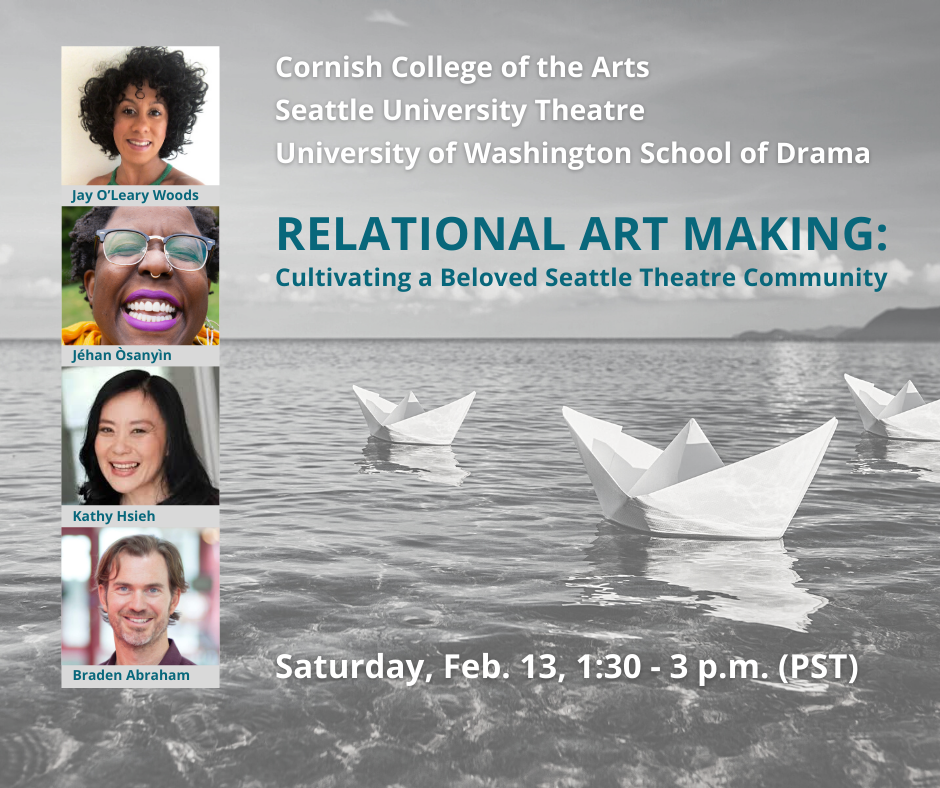 Cornish College of the Arts
Seattle University Theatre
University of Washington School of Drama
RELATIONAL ART MAKING:
Cultivating a Beloved Seattle Theatre Community
Jay O'Leary Woods
Jéhan Òsanyìn
Kathy Hsieh
Braden Abraham
Saturday, Feb. 13, 1:30 - 3 p.m. (PST)